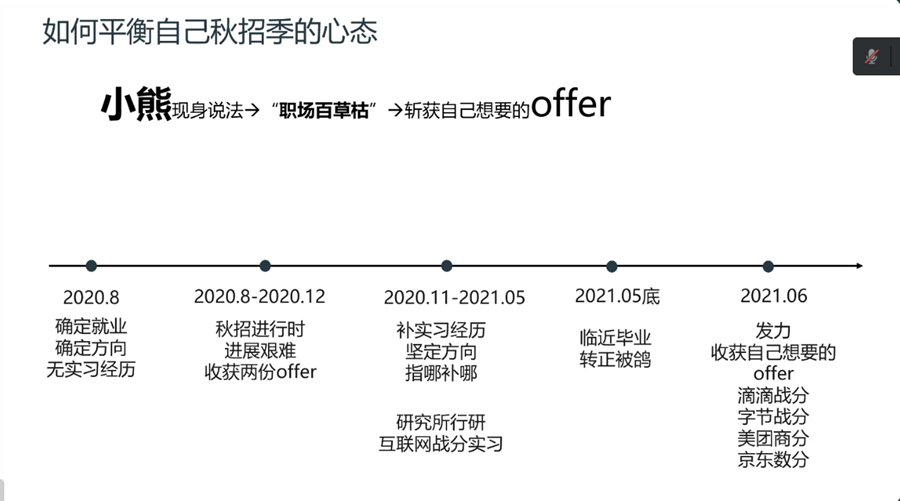 如何平衡自己秋招季的心态
小熊现身说法→“职场百草枯”→斩获自己想要的offer
2020.8
确定就业
确定方向
无实习经历
2020.8-2020.12
秋招进行时
进展艰难
收获两份offer
2020.11-2021.05
补实习经历
坚定方向
指哪补哪
研究所行研
互联网战分实习
2021.05底
临近毕业
转正被鸽
2021.06
发力
收获自己想要的
offer
滴滴战分
字节战分
美团商分
京东数分